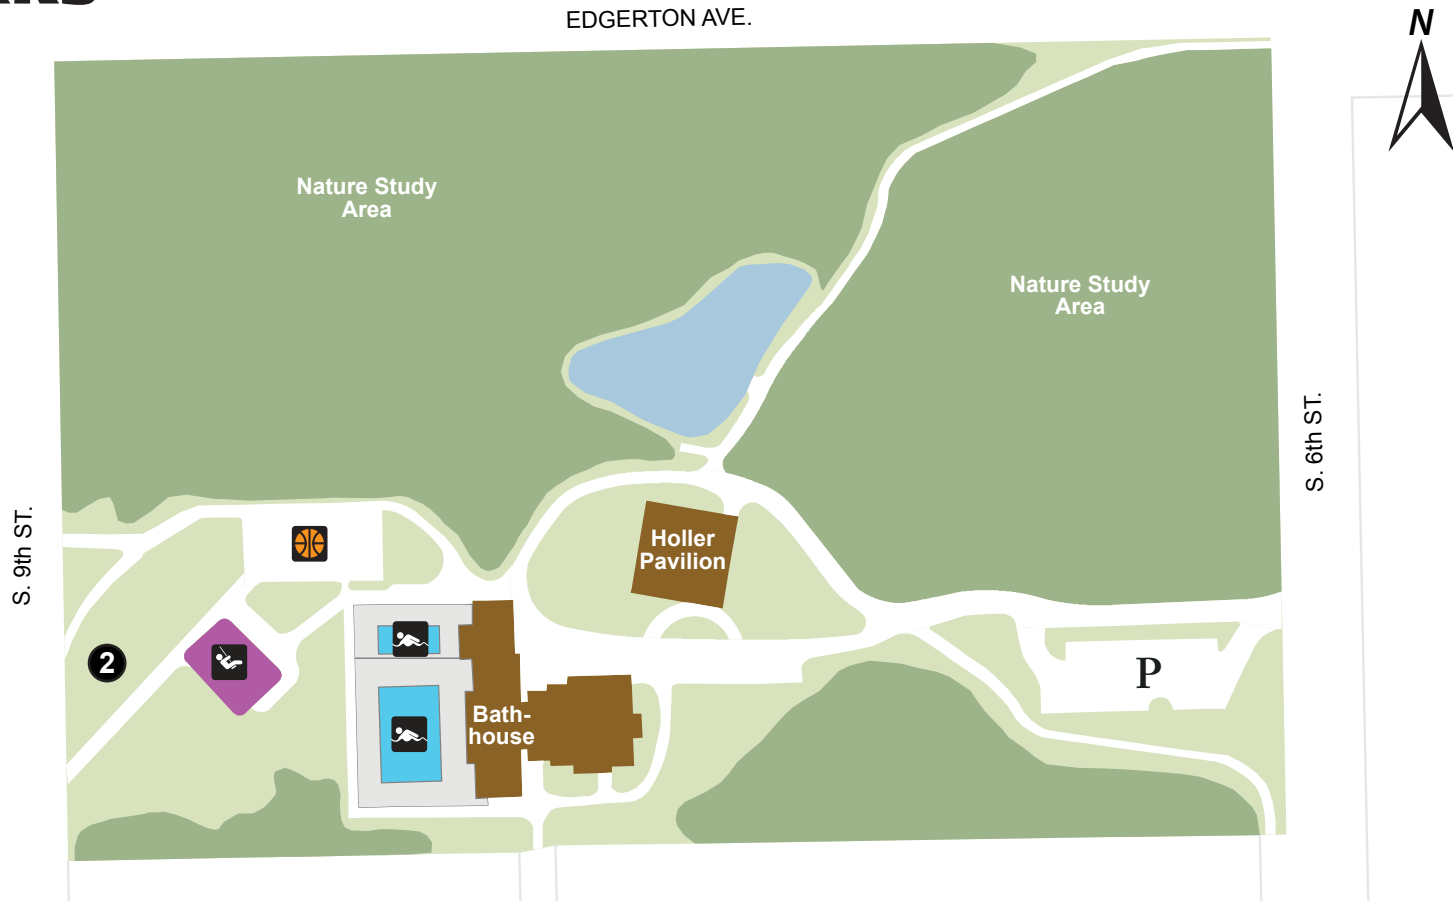 EDGERTON AVE.
N
Nature Study
Area
Nature Study
Area
S. 6th ST.
S. 9th ST.
Holler
Pavilion
2
P
Bath-
house